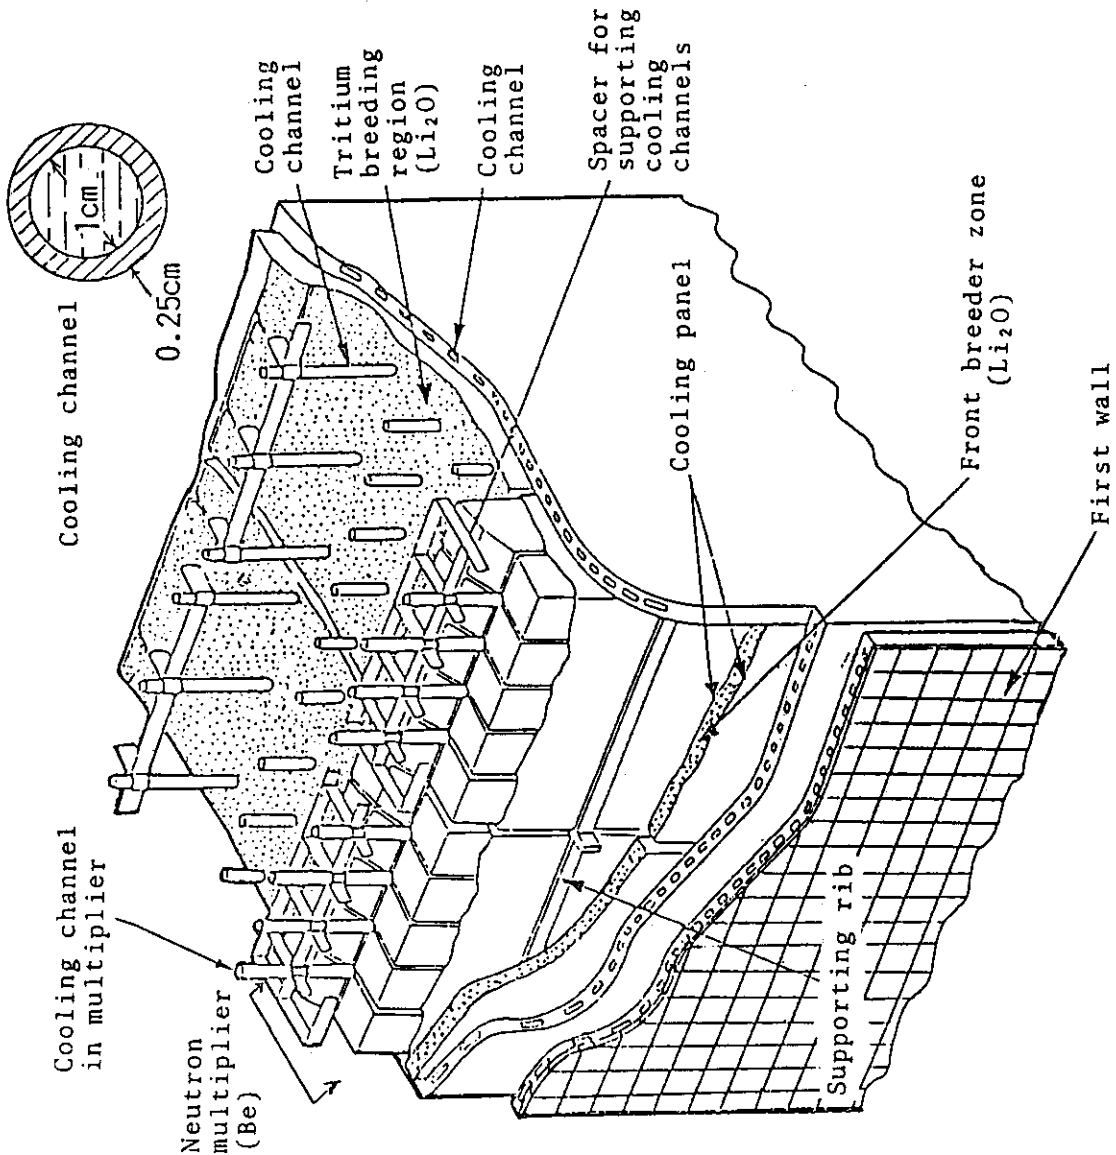 Cooling channel
1cm
0.25cm
Cooling
channel
Tritium
breeding
region
(Li₂O)
Cooling
channel
Spacer for
supporting
cooling
channels
Cooling channel
in multiplier
Neutron
multiplier
(Be)
Cooling panel
Front breeder zone
(Li₂O)
First wall
Supporting rib